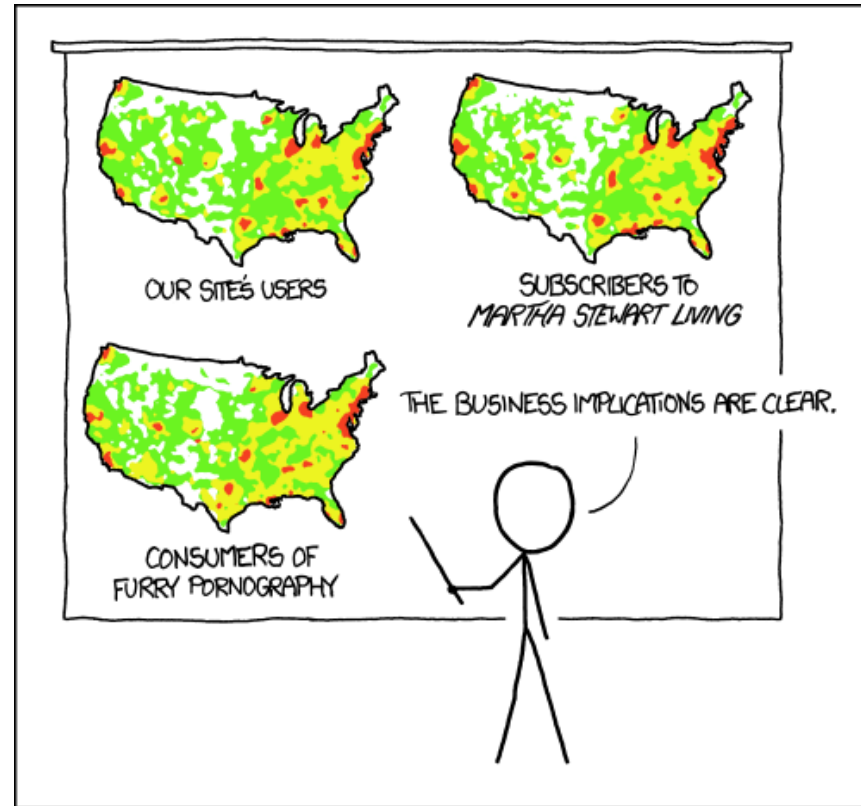 OUR SITE'S USERS
SUBSCRIBERS TO
MARTHA STEWART LIVING
CONSUMERS OF
FURRY PORNOGRAPHY
THE BUSINESS IMPLICATIONS ARE CLEAR.